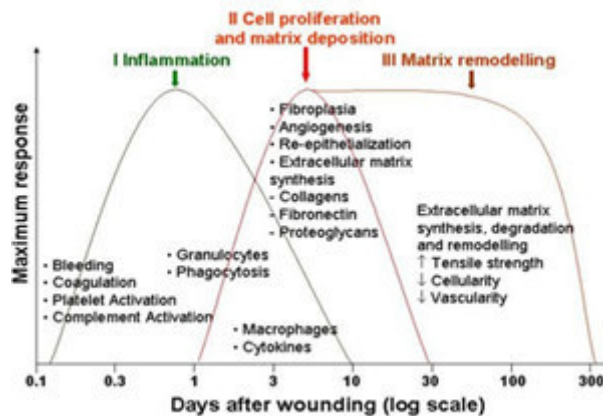 II Cell proliferation
and matrix deposition
I Inflammation
III Matrix remodelling
Maximum response
• Fibroplasia
• Angiogenesis
• Re-epithetialization
• Extracellular matrix
synthesis
- Collagens
- Fibronectin
- Proteoglycans
Extracellular matrix
synthesis, degradation
and remodelling
↑ Tensile strength
↓ Cellularity
↓ Vascularity
• Granulocytes
• Phagocytosis
• Bleeding
• Coagulation
• Platelet Activation
• Complement Activation
• Macrophages
• Cytokines
0.1 0.3 1 3 10 30 100 300
Days after wounding (log scale)